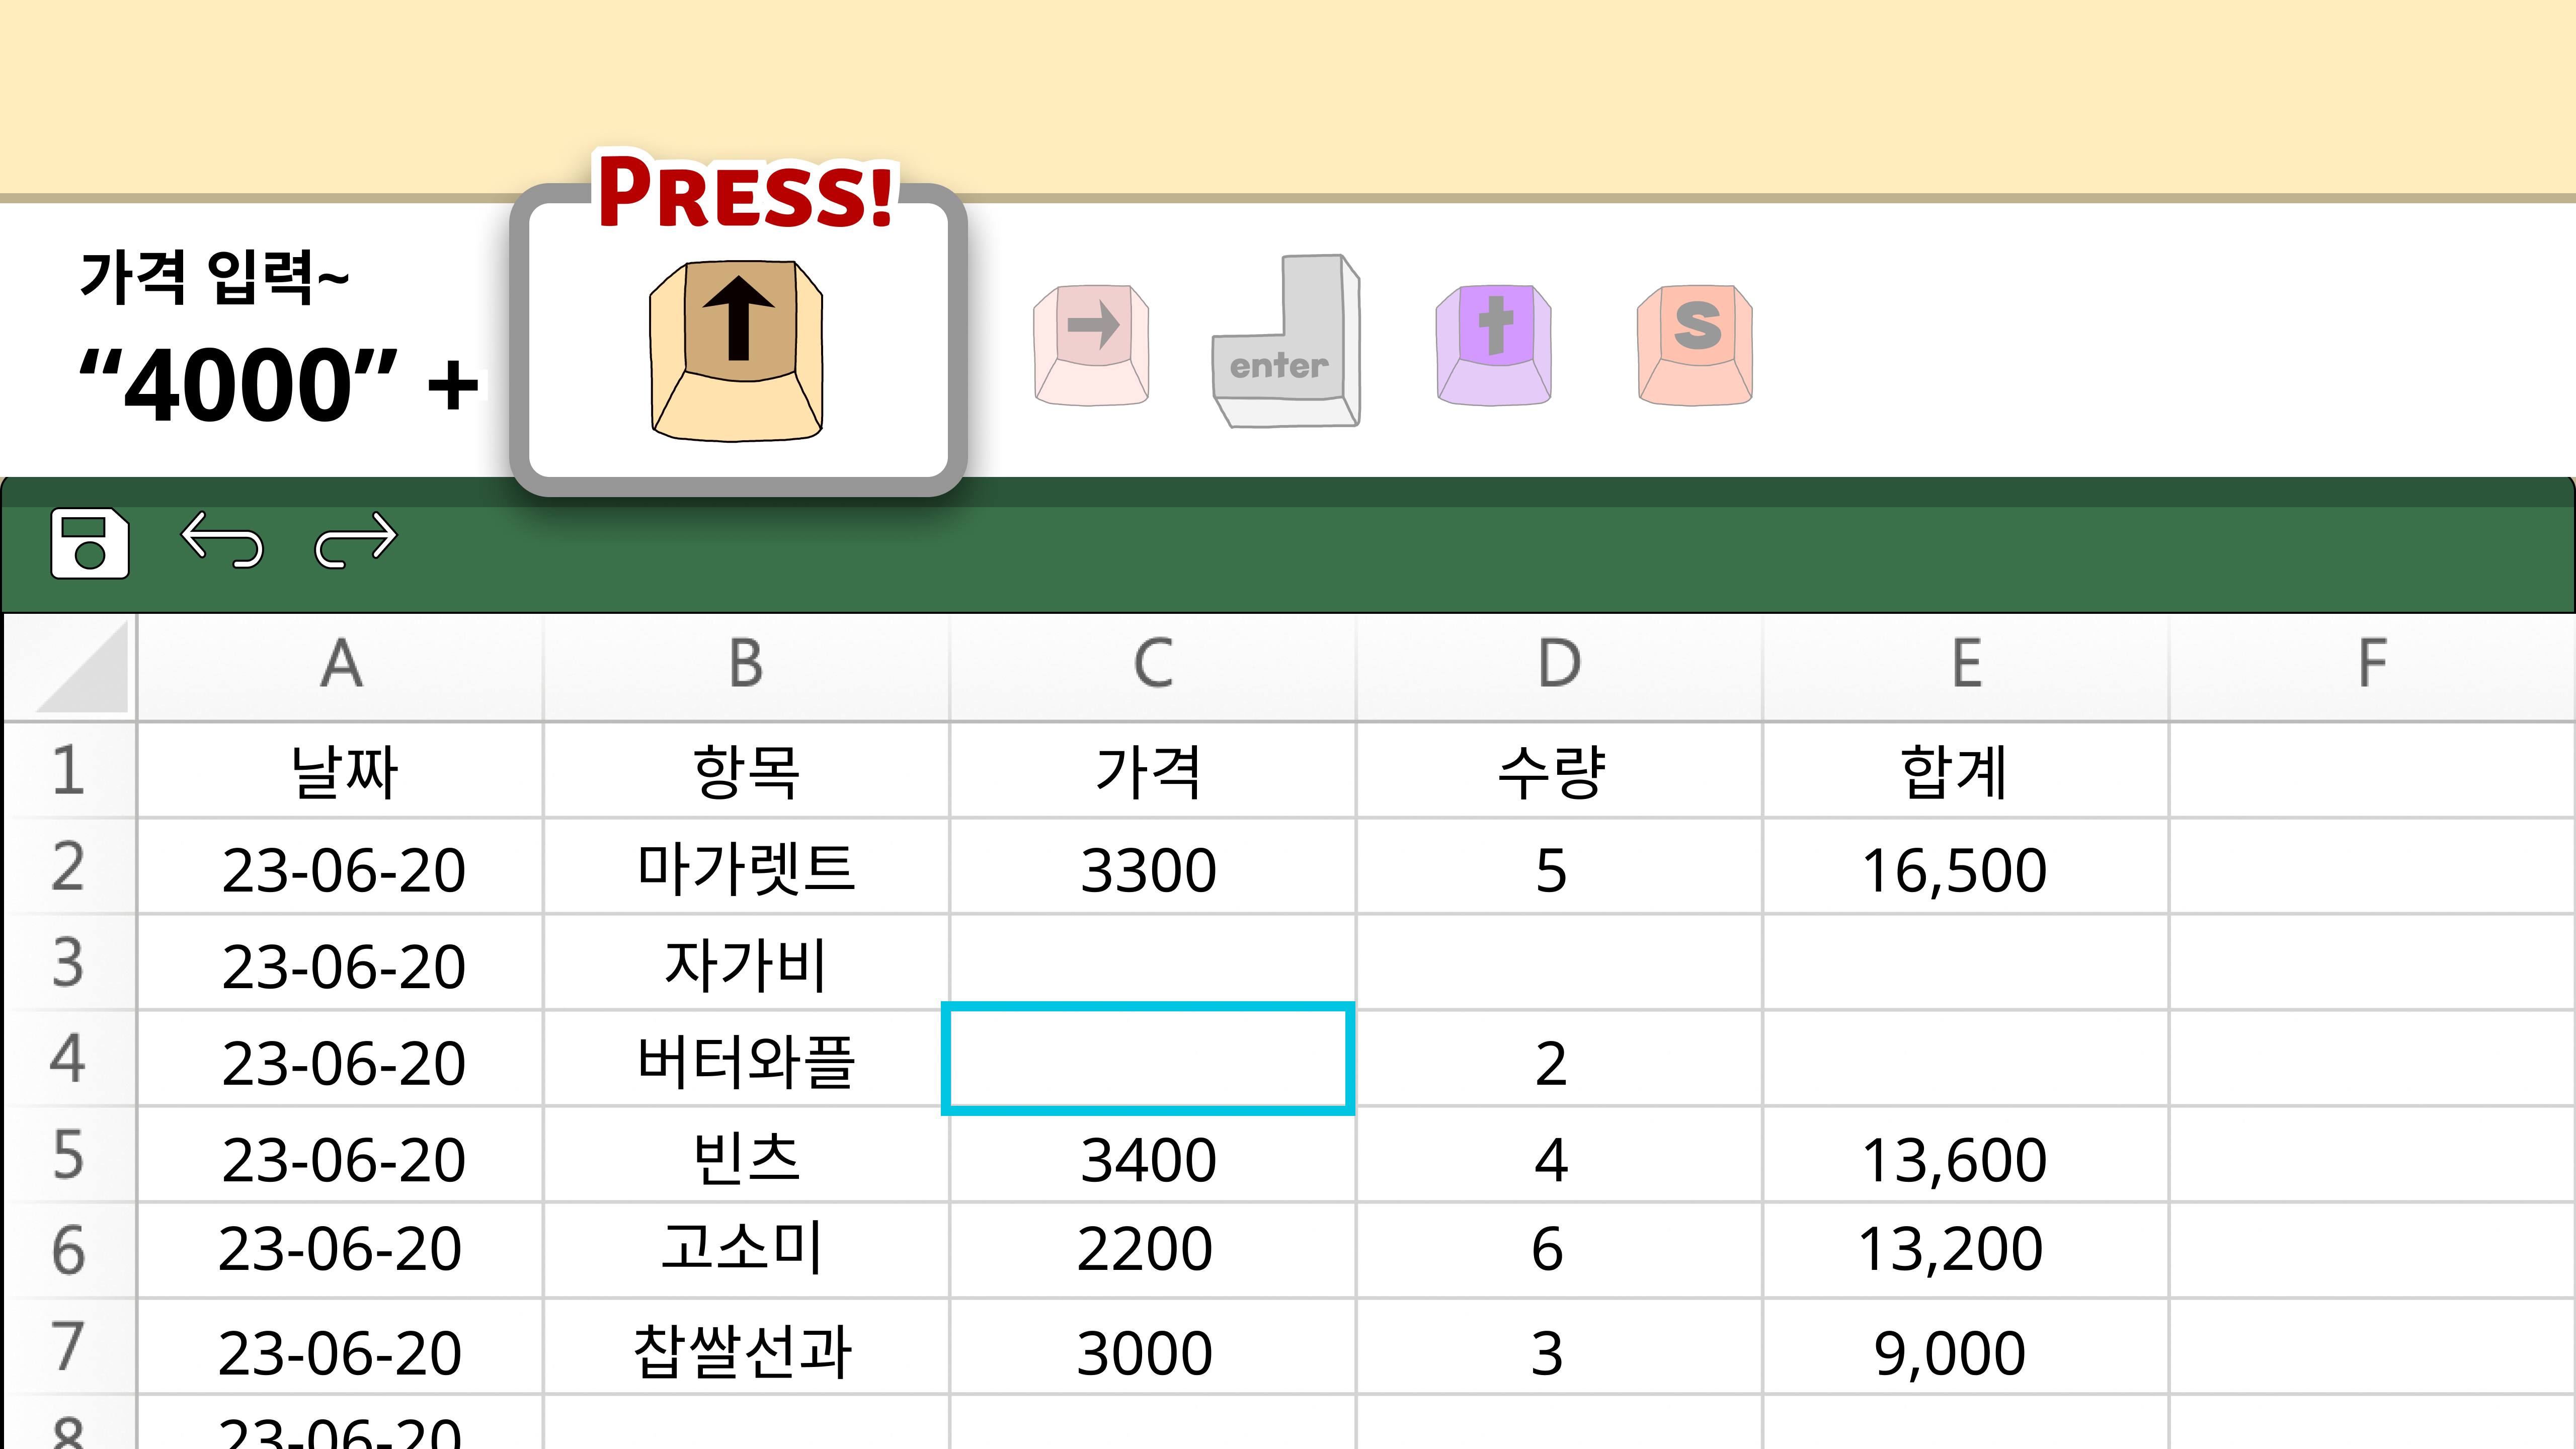 PRESS!
가격 입력~
“4000” +
↑ → enter t s
A B C D E F
1 날짜 항목 가격 수량 합계
2 23-06-20 마가렛트 3300 5 16,500
3 23-06-20 자가비
4 23-06-20 버터와플 2
5 23-06-20 빈츠 3400 4 13,600
6 23-06-20 고소미 2200 6 13,200
7 23-06-20 찹쌀선과 3000 3 9,000
8 23-06-20